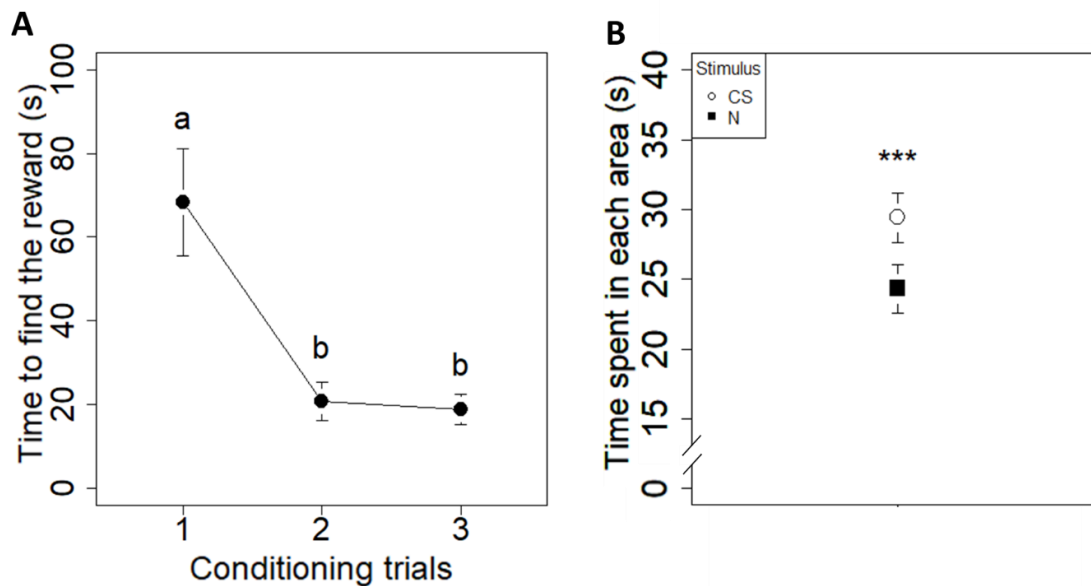 A
Time to find the reward (s)
100
80
60
40
20
0
a
b
b
1 2 3
Conditioning trials
B
Time spent in each area (s)
40
35
30
25
20
15
0
Stimulus
CS
N
***